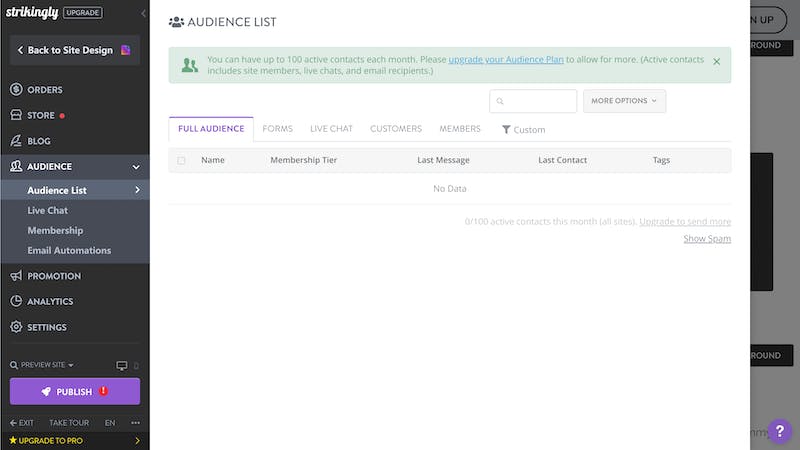 strikingly UPGRADE
Back to Site Design
ORDERS
STORE
BLOG
AUDIENCE
Audience List
Live Chat
Membership
Email Automations
PROMOTION
ANALYTICS
SETTINGS
PREVIEW SITE
PUBLISH
EXIT TAKE TOUR EN
UPGRADE TO PRO
AUDIENCE LIST
You can have up to 100 active contacts each month. Please upgrade your Audience Plan to allow for more. (Active contacts
includes site members, live chats, and email recipients.)
MORE OPTIONS
FULL AUDIENCE FORMS LIVE CHAT CUSTOMERS MEMBERS Custom
Name Membership Tier Last Message Last Contact Tags
No Data
0/100 active contacts this month (all sites). Upgrade to send more
Show Spam
N UP
ROUND
ROUND
?